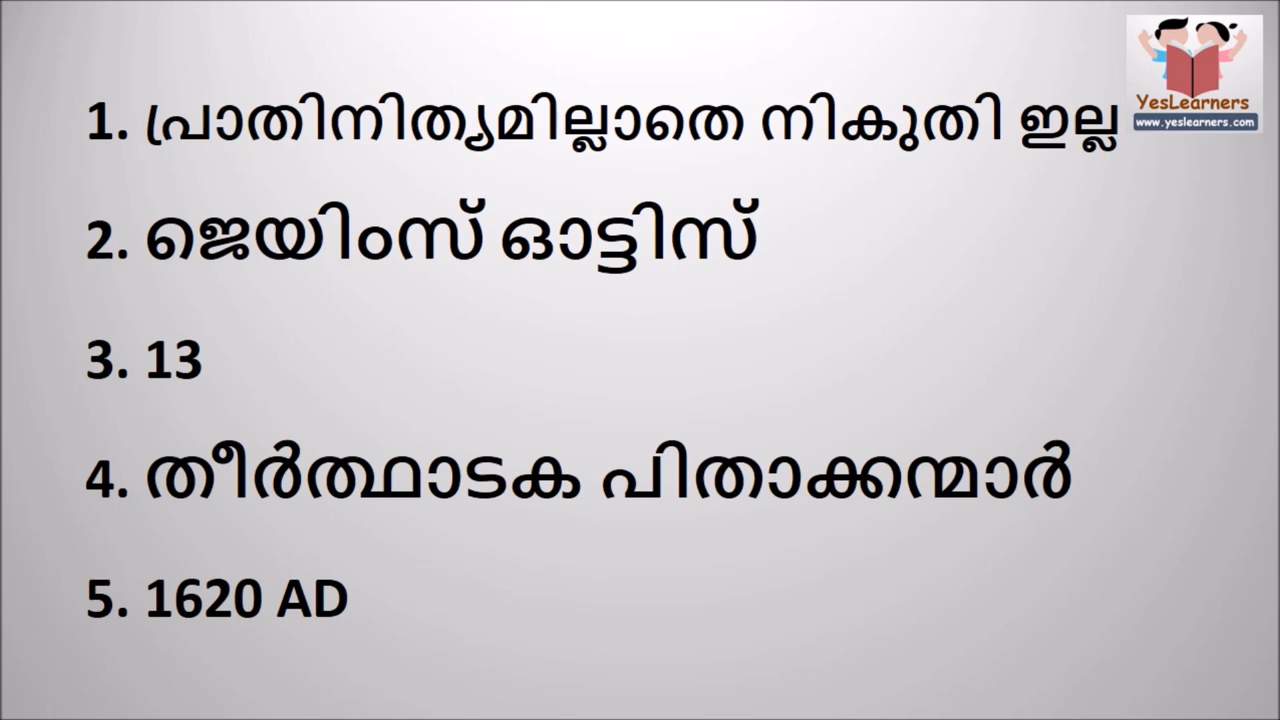 YesLearners
www.yeslearners.com
1. പ്രാതിനിത്യമില്ലാതെ നികുതി ഇല്ല
2. ജെയിംസ് ഓട്ടിസ്
3. 13
4. തീർത്ഥാടക പിതാക്കന്മാർ
5. 1620 AD